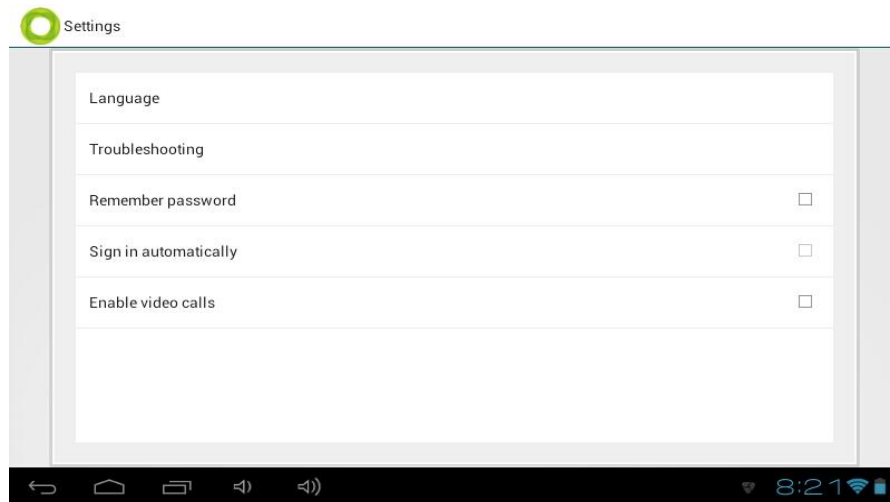 Settings
Language
Troubleshooting
Remember password
Sign in automatically
Enable video calls
8:21